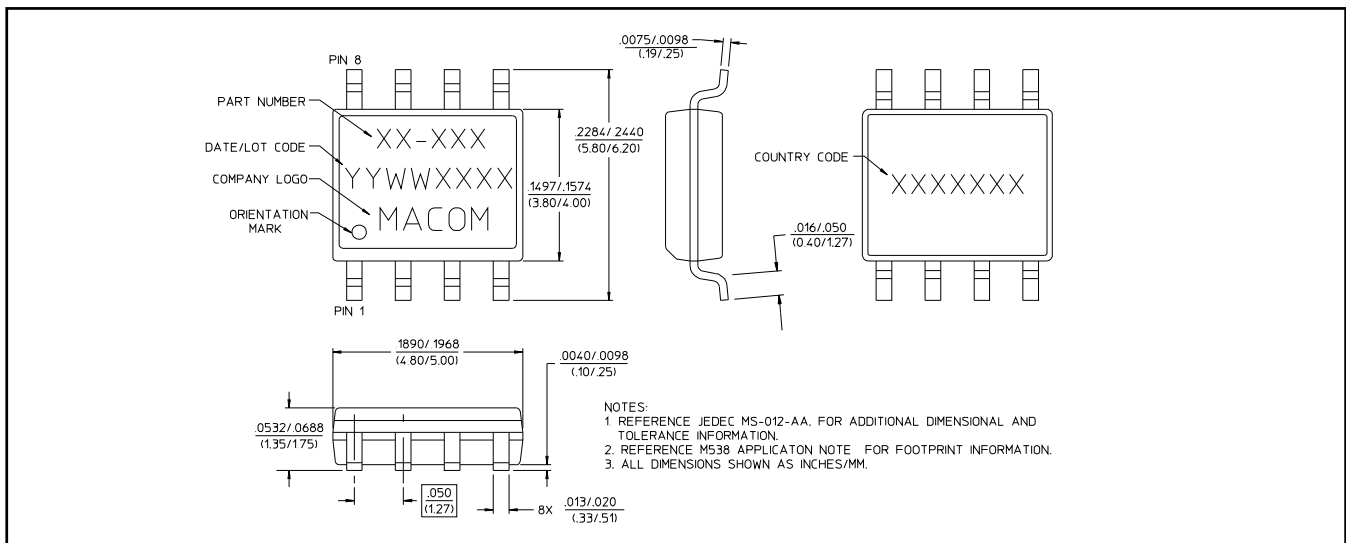 PIN 8
PART NUMBER
XX-XXX
DATE/LOT CODE
YYWWXXXX
COMPANY LOGO
MACOM
ORIENTATION
MARK
PIN 1
.2284/.2440
(5.80/6.20)
.1497/.1574
(3.80/4.00)
.0075/.0098
(.19/.25)
.016/.050
(0.40/1.27)
COUNTRY CODE
XXXXXXX
.1890/.1968
(4.80/5.00)
.0040/.0098
(.10/.25)
.0532/.0688
(1.35/1.75)
.050
(1.27)
8X .013/.020
(.33/.51)
NOTES:
1. REFERENCE JEDEC MS-012-AA, FOR ADDITIONAL DIMENSIONAL AND
TOLERANCE INFORMATION.
2. REFERENCE M538 APPLICATON NOTE FOR FOOTPRINT INFORMATION.
3. ALL DIMENSIONS SHOWN AS INCHES/MM.